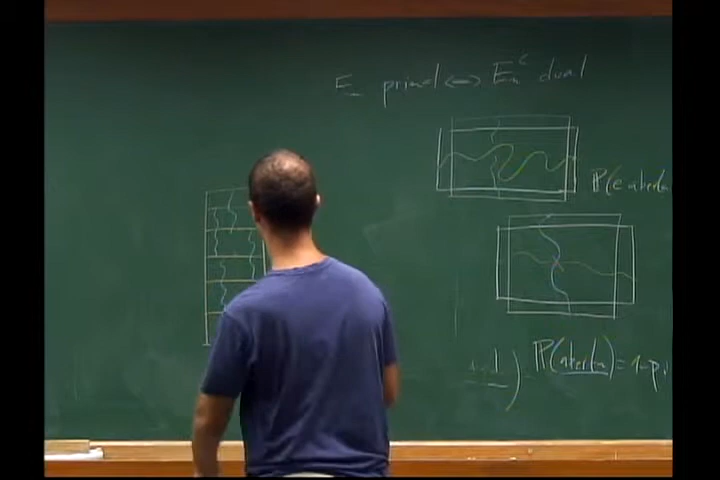 E primal ⇔ E^c dual
P(e aberta
P(aberta) = 1-p.